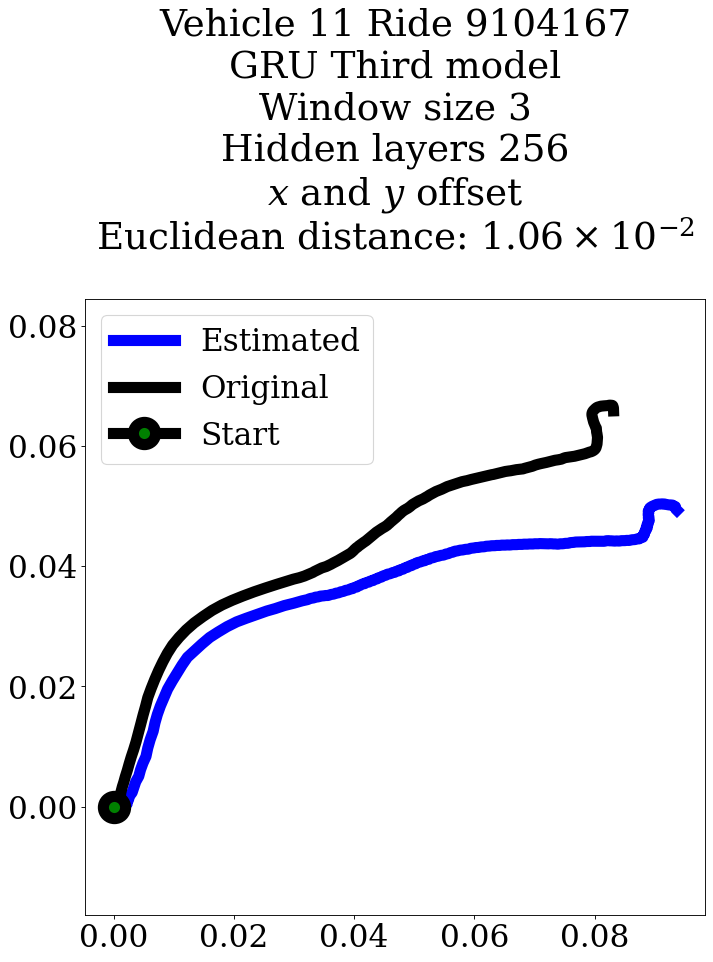 Vehicle 11 Ride 9104167
GRU Third model
Window size 3
Hidden layers 256
x and y offset
Euclidean distance: 1.06 × 10⁻²
Estimated
Original
Start
0.08
0.06
0.04
0.02
0.00
0.00 0.02 0.04 0.06 0.08